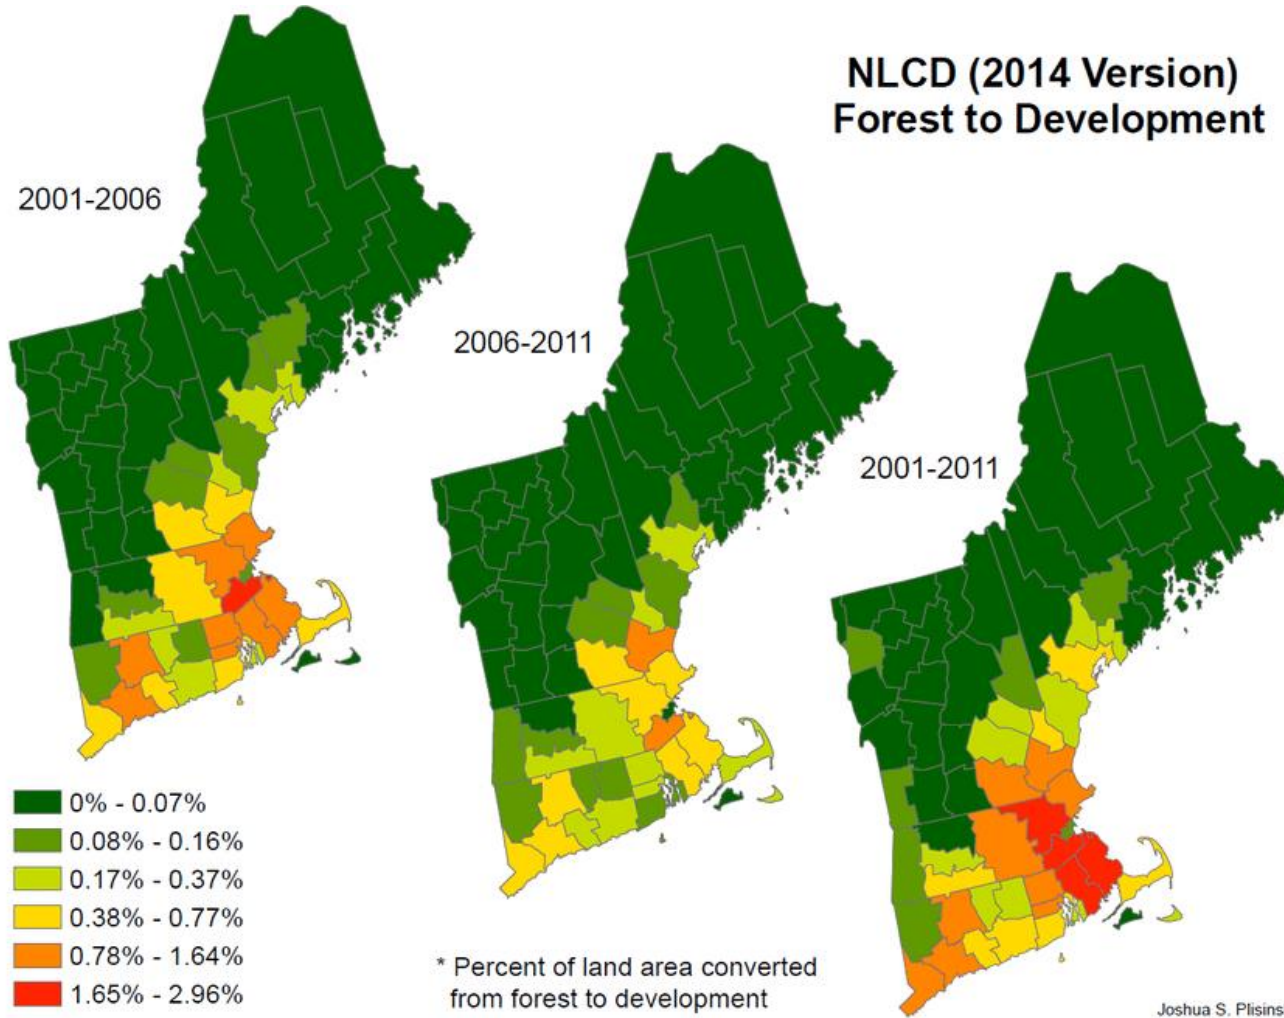 NLCD (2014 Version)
Forest to Development
2001-2006
2006-2011
2001-2011
0% - 0.07%
0.08% - 0.16%
0.17% - 0.37%
0.38% - 0.77%
0.78% - 1.64%
1.65% - 2.96%
* Percent of land area converted
from forest to development
Joshua S. Plisins